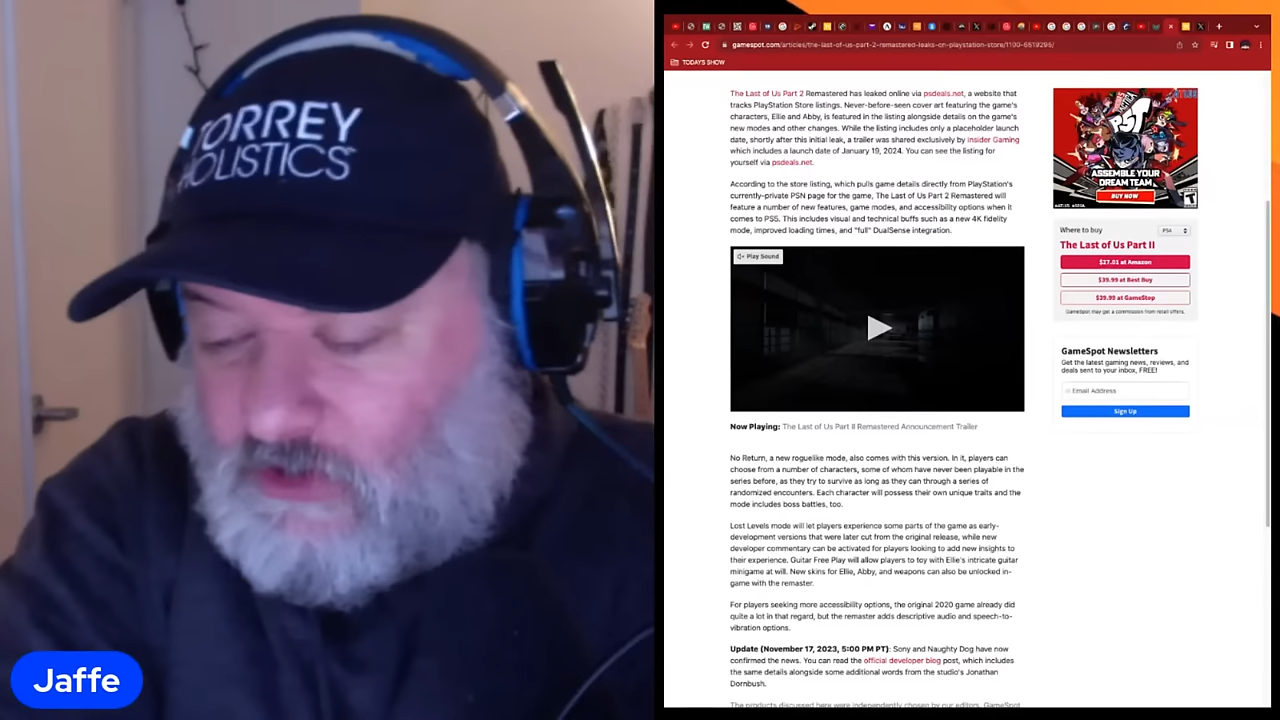 gamespot.com/articles/the-last-of-us-part-2-remastered-leaks-on-playstation-store/1100-6519295/
TODAYS SHOW
The Last of Us Part 2 Remastered has leaked online via psdeals.net, a website that
tracks PlayStation Store listings. Never-before-seen cover art featuring the game's
characters, Ellie and Abby, is featured in the listing alongside details on the game's
new modes and other changes. While the listing includes only a placeholder launch
date, shortly after this initial leak, a trailer was shared exclusively by Insider Gaming
which includes a launch date of January 19, 2024. You can see the listing for
yourself via psdeals.net.
According to the store listing, which pulls game details directly from PlayStation's
currently-private PSN page for the game, The Last of Us Part 2 Remastered will
feature a number of new features, game modes, and accessibility options when it
comes to PS5. This includes visual and technical buffs such as a new 4K fidelity
mode, improved loading times, and "full" DualSense integration.
Play Sound
Now Playing: The Last of Us Part II Remastered Announcement Trailer
No Return, a new roguelike mode, also comes with this version. In it, players can
choose from a number of characters, some of whom have never been playable in the
series before, as they try to survive as long as they can through a series of
randomized encounters. Each character will possess their own unique traits and the
mode includes boss battles, too.
Lost Levels mode will let players experience some parts of the game as early-
development versions that were later cut from the original release, while new
developer commentary can be activated for players looking to add new insights to
their experience. Guitar Free Play will allow players to toy with Ellie's intricate guitar
minigame at will. New skins for Ellie, Abby, and weapons can also be unlocked in-
game with the remaster.
For players seeking more accessibility options, the original 2020 game already did
quite a lot in that regard, but the remaster adds descriptive audio and speech-to-
vibration options.
Update (November 17, 2023, 5:00 PM PT): Sony and Naughty Dog have now
confirmed the news. You can read the official developer blog post, which includes
the same details alongside some additional words from the studio's Jonathan
Dornbush.
The products discussed here were independently chosen by our editors. GameSpot
ATLUS
ASSEMBLE YOUR
DREAM TEAM
BUY NOW
Where to buy
PS4
The Last of Us Part II
$27.01 at Amazon
$39.99 at Best Buy
$39.99 at GameStop
GameSpot may get a commission from retail offers.
GameSpot Newsletters
Get the latest gaming news, reviews, and
deals sent to your inbox, FREE!
Email Address
Sign Up
Jaffe